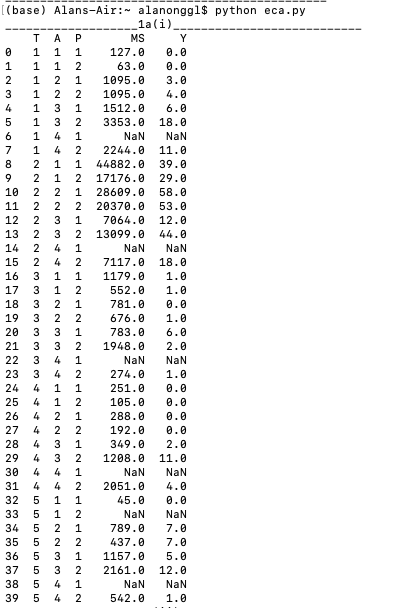 [(base) Alans-Air:~ alanonggl$ python eca.py
____________________1a(i)____________________________
T A P MS Y
0 1 1 1 127.0 0.0
1 1 1 2 63.0 0.0
2 1 2 1 1095.0 3.0
3 1 2 2 1095.0 4.0
4 1 3 1 1512.0 6.0
5 1 3 2 3353.0 18.0
6 1 4 1 NaN NaN
7 1 4 2 2244.0 11.0
8 2 1 1 44882.0 39.0
9 2 1 2 17176.0 29.0
10 2 2 1 28609.0 58.0
11 2 2 2 20370.0 53.0
12 2 3 1 7064.0 12.0
13 2 3 2 13099.0 44.0
14 2 4 1 NaN NaN
15 2 4 2 7117.0 18.0
16 3 1 1 1179.0 1.0
17 3 1 2 552.0 1.0
18 3 2 1 781.0 0.0
19 3 2 2 676.0 1.0
20 3 3 1 783.0 6.0
21 3 3 2 1948.0 2.0
22 3 4 1 NaN NaN
23 3 4 2 274.0 1.0
24 4 1 1 251.0 0.0
25 4 1 2 105.0 0.0
26 4 2 1 288.0 0.0
27 4 2 2 192.0 0.0
28 4 3 1 349.0 2.0
29 4 3 2 1208.0 11.0
30 4 4 1 NaN NaN
31 4 4 2 2051.0 4.0
32 5 1 1 45.0 0.0
33 5 1 2 NaN NaN
34 5 2 1 789.0 7.0
35 5 2 2 437.0 7.0
36 5 3 1 1157.0 5.0
37 5 3 2 2161.0 12.0
38 5 4 1 NaN NaN
39 5 4 2 542.0 1.0